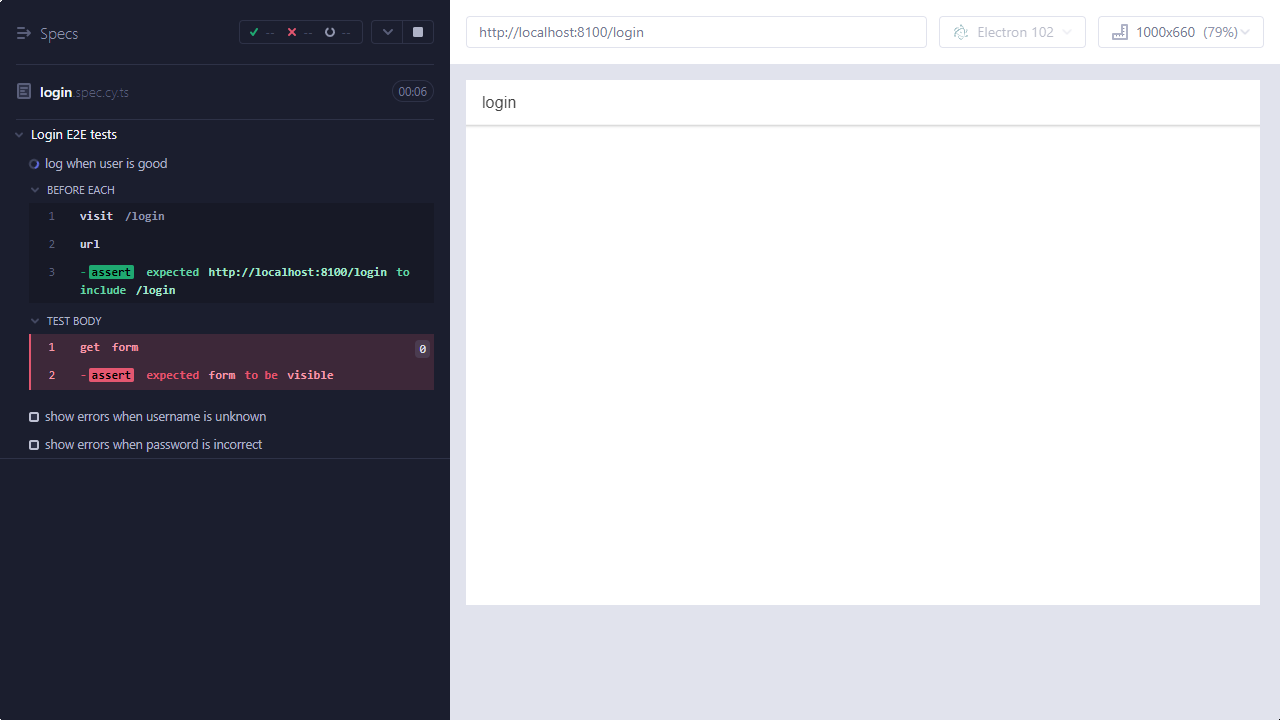 Specs
-- -- --
login.spec.cy.ts
00:06
Login E2E tests
log when user is good
BEFORE EACH
1 visit /login
2 url
3 -assert expected http://localhost:8100/login to
include /login
TEST BODY
1 get form 0
2 -assert expected form to be visible
show errors when username is unknown
show errors when password is incorrect
http://localhost:8100/login
Electron 102
1000x660 (79%)
login